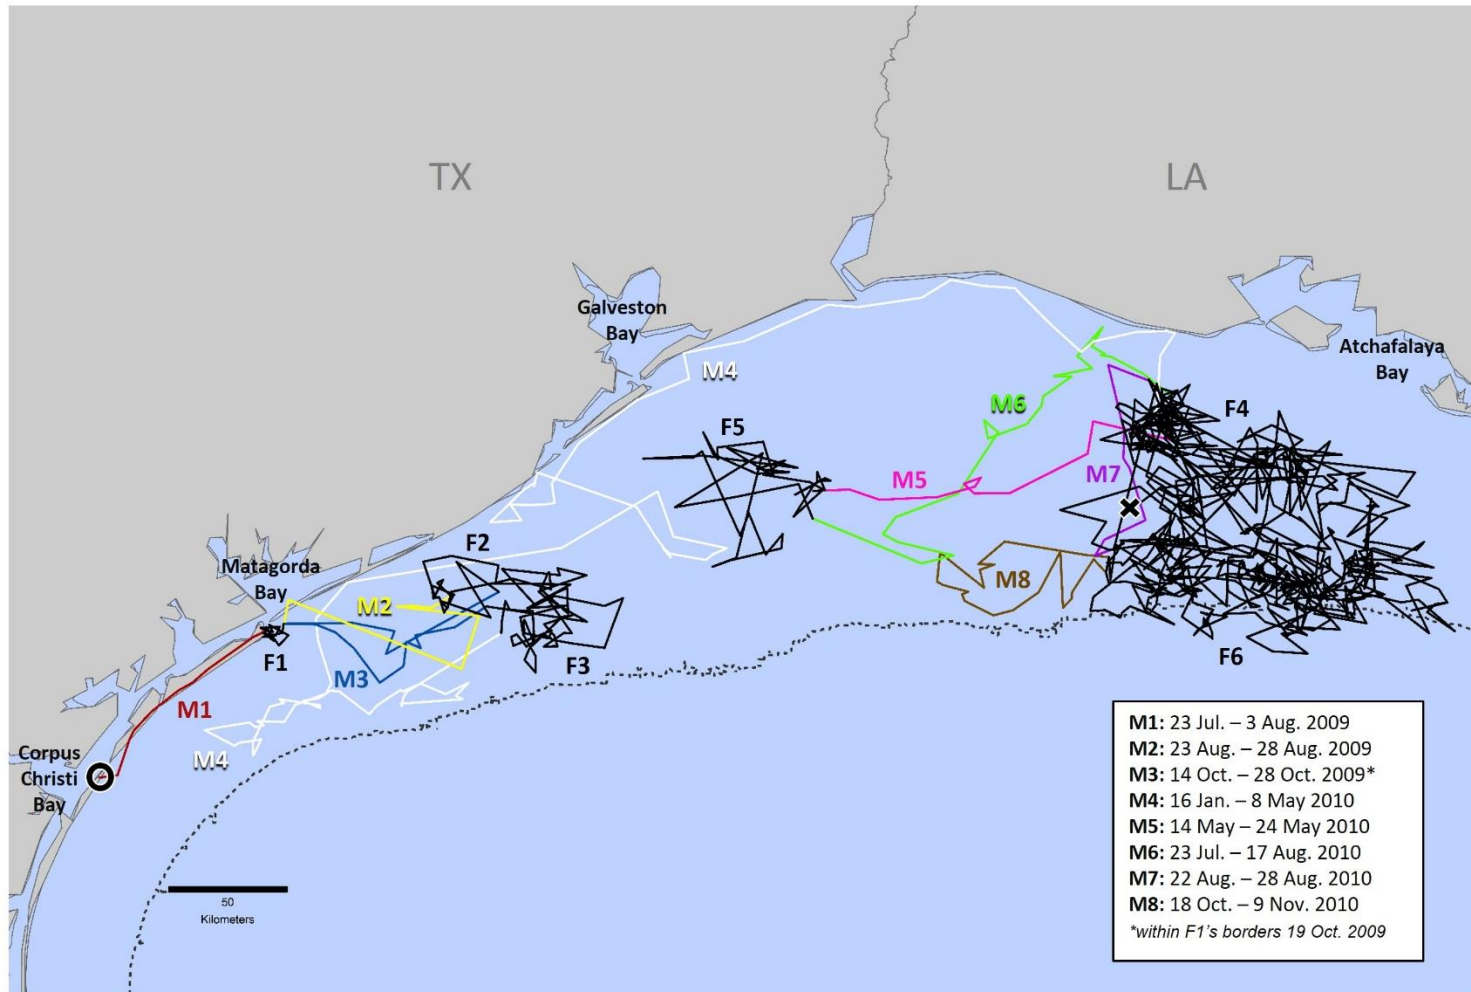 TX
LA
Galveston
Bay
Atchafalaya
Bay
M4
M6
F4
F5
M5
M7
F2
Matagorda
Bay
M8
M2
F1
F3
F6
M3
M1
M4
Corpus
Christi
Bay
50
Kilometers
M1: 23 Jul. – 3 Aug. 2009
M2: 23 Aug. – 28 Aug. 2009
M3: 14 Oct. – 28 Oct. 2009*
M4: 16 Jan. – 8 May 2010
M5: 14 May – 24 May 2010
M6: 23 Jul. – 17 Aug. 2010
M7: 22 Aug. – 28 Aug. 2010
M8: 18 Oct. – 9 Nov. 2010
*within F1's borders 19 Oct. 2009